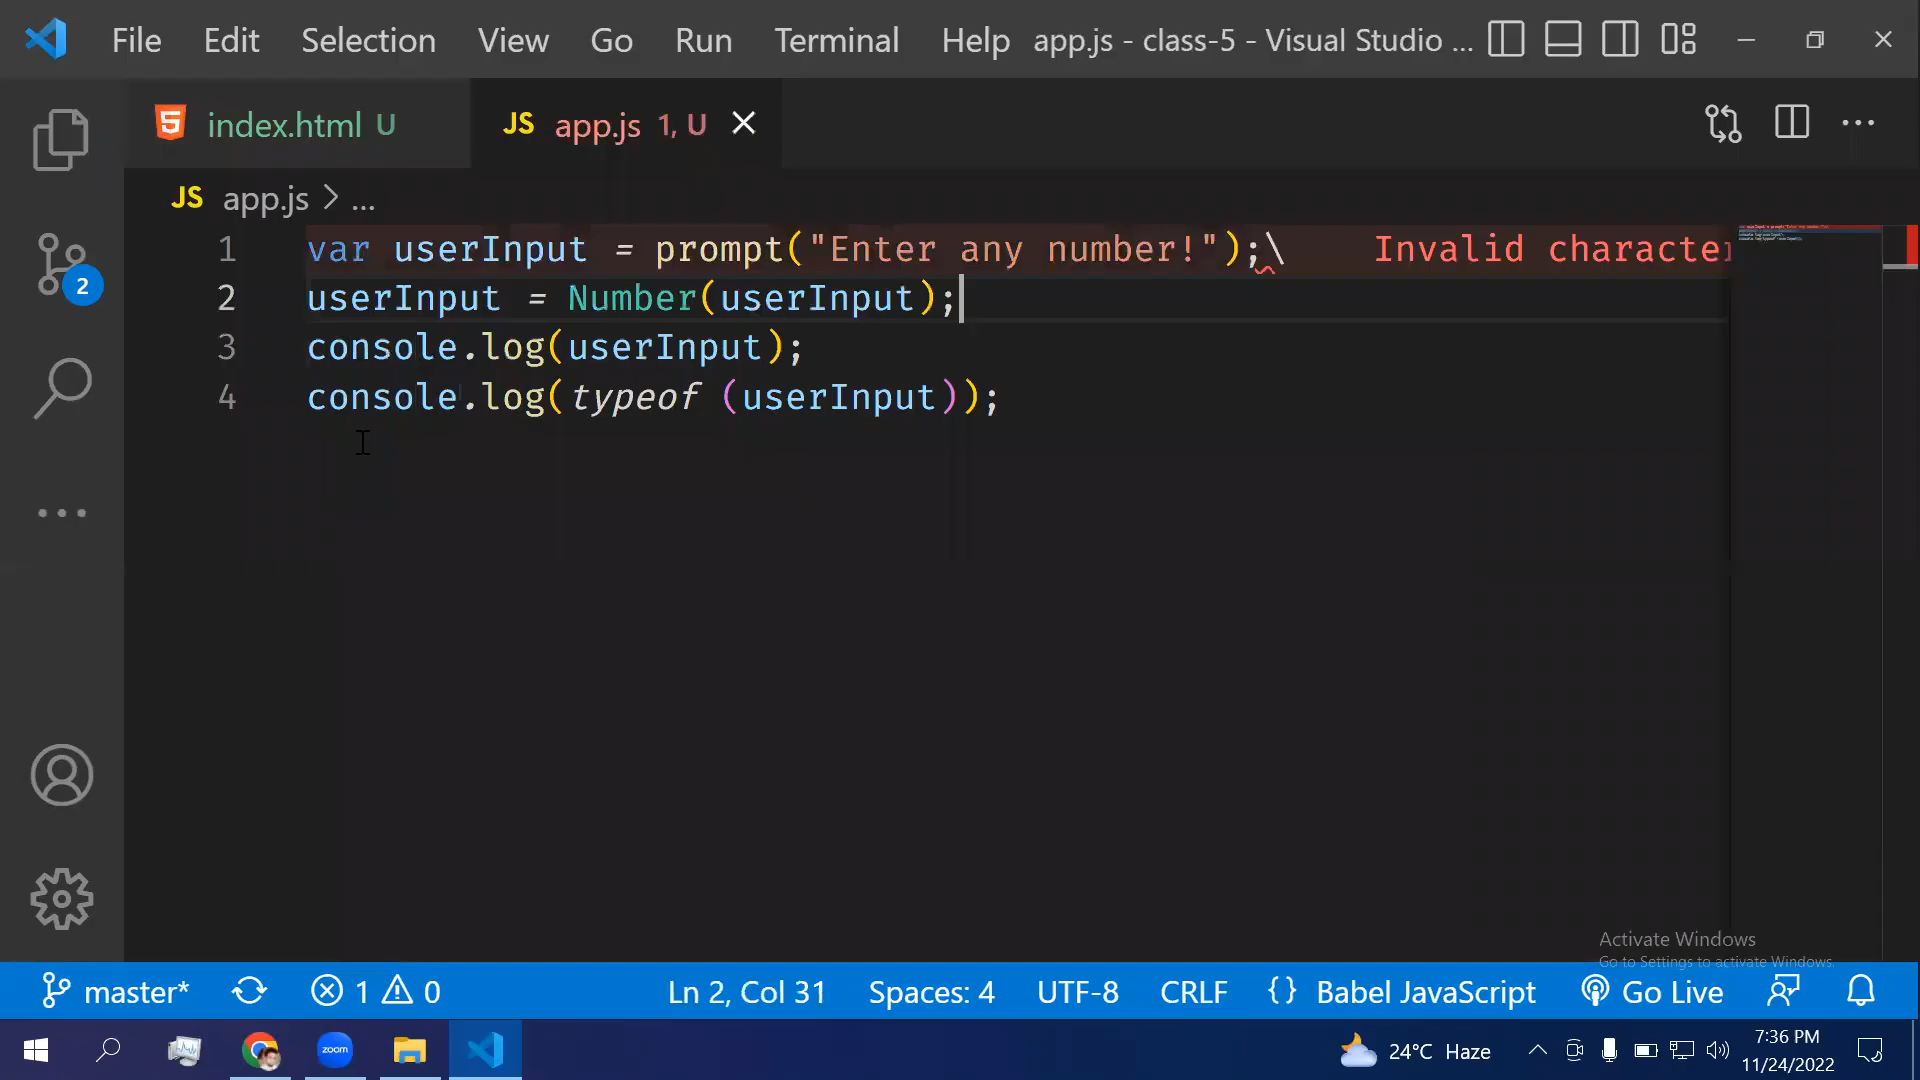 File Edit Selection View Go Run Terminal Help app.js - class-5 - Visual Studio ...
index.html U JS app.js 1, U
JS app.js > ...
1 var userInput = prompt("Enter any number!");\ Invalid character
2 userInput = Number(userInput);
3 console.log(userInput);
4 console.log(typeof (userInput));
2
Activate Windows
Go to Settings to activate Windows.
master* 1 0 Ln 2, Col 31 Spaces: 4 UTF-8 CRLF {} Babel JavaScript Go Live
zoom 24°C Haze 7:36 PM
11/24/2022